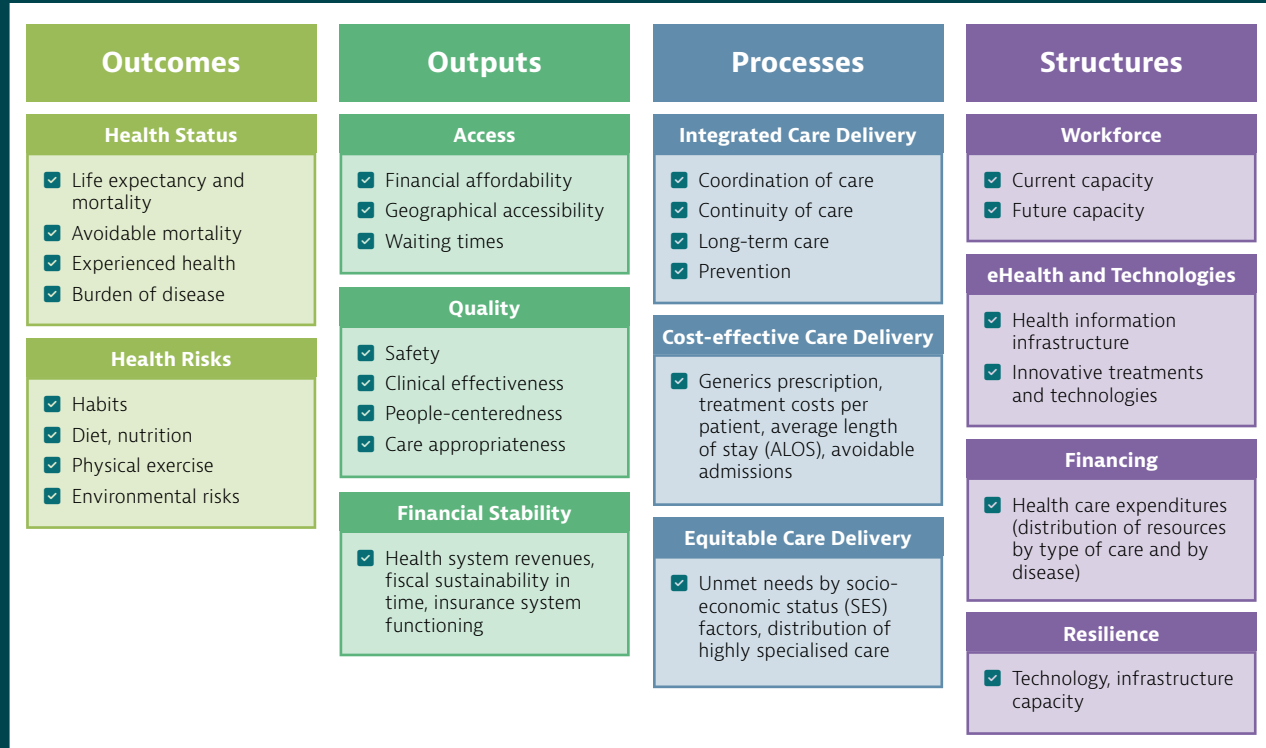 Outcomes
Health Status
Life expectancy and
mortality
Avoidable mortality
Experienced health
Burden of disease
Health Risks
Habits
Diet, nutrition
Physical exercise
Environmental risks
Outputs
Access
Financial affordability
Geographical accessibility
Waiting times
Quality
Safety
Clinical effectiveness
People-centeredness
Care appropriateness
Financial Stability
Health system revenues,
fiscal sustainability in
time, insurance system
functioning
Processes
Integrated Care Delivery
Coordination of care
Continuity of care
Long-term care
Prevention
Cost-effective Care Delivery
Generics prescription,
treatment costs per
patient, average length
of stay (ALOS), avoidable
admissions
Equitable Care Delivery
Unmet needs by socio-
economic status (SES)
factors, distribution of
highly specialised care
Structures
Workforce
Current capacity
Future capacity
eHealth and Technologies
Health information
infrastructure
Innovative treatments
and technologies
Financing
Health care expenditures
(distribution of resources
by type of care and by
disease)
Resilience
Technology, infrastructure
capacity